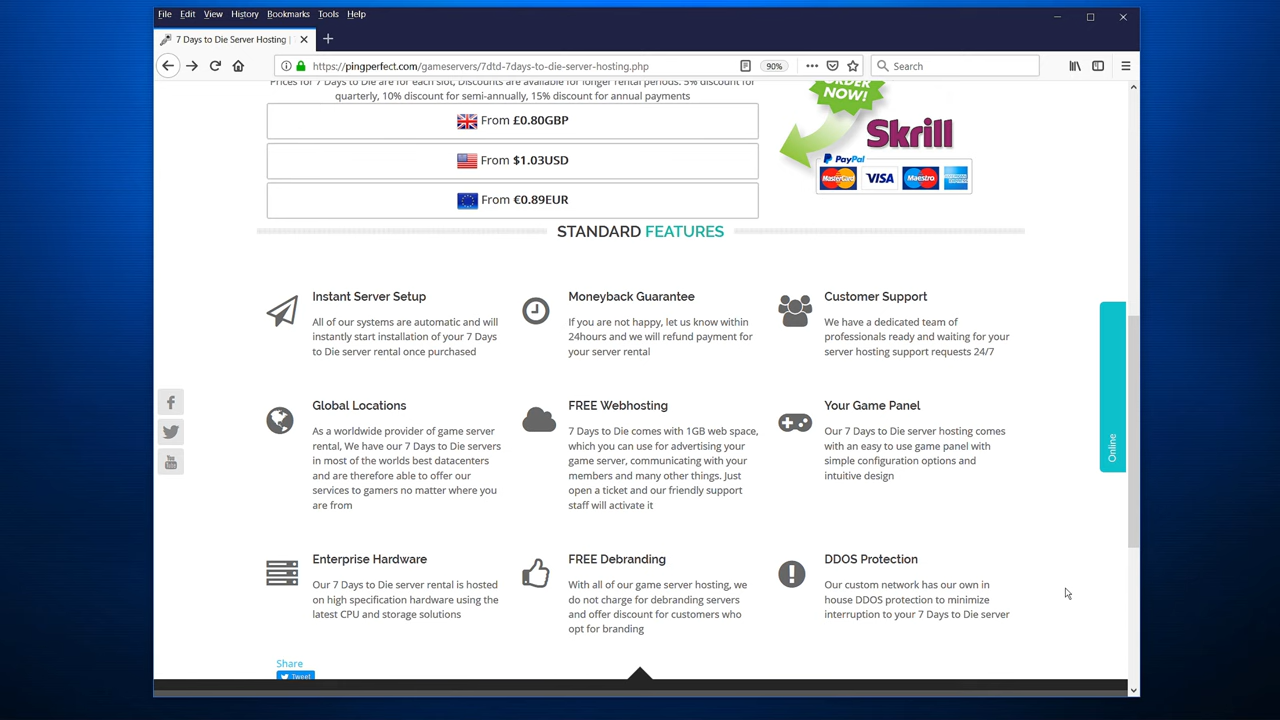 File Edit View History Bookmarks Tools Help
7 Days to Die Server Hosting |
https://pingperfect.com/gameservers/7dtd-7days-to-die-server-hosting.php
90%
Search
Prices for 7 Days to Die are for each slot, Discounts are available for longer rental periods. 5% discount for
quarterly, 10% discount for semi-annually, 15% discount for annual payments
From £0.80GBP
From $1.03USD
From €0.89EUR
ORDER
NOW!
Skrill
PayPal
MasterCard VISA Maestro AMERICAN EXPRESS
STANDARD FEATURES
Instant Server Setup
All of our systems are automatic and will
instantly start installation of your 7 Days
to Die server rental once purchased
Moneyback Guarantee
If you are not happy, let us know within
24hours and we will refund payment for
your server rental
Customer Support
We have a dedicated team of
professionals ready and waiting for your
server hosting support requests 24/7
Global Locations
As a worldwide provider of game server
rental, We have our 7 Days to Die servers
in most of the worlds best datacenters
and are therefore able to offer our
services to gamers no matter where you
are from
FREE Webhosting
7 Days to Die comes with 1GB web space,
which you can use for advertising your
game server, communicating with your
members and many other things. Just
open a ticket and our friendly support
staff will activate it
Your Game Panel
Our 7 Days to Die server hosting comes
with an easy to use game panel with
simple configuration options and
intuitive design
Enterprise Hardware
Our 7 Days to Die server rental is hosted
on high specification hardware using the
latest CPU and storage solutions
FREE Debranding
With all of our game server hosting, we
do not charge for debranding servers
and offer discount for customers who
opt for branding
DDOS Protection
Our custom network has our own in
house DDOS protection to minimize
interruption to your 7 Days to Die server
Online
Share
Tweet